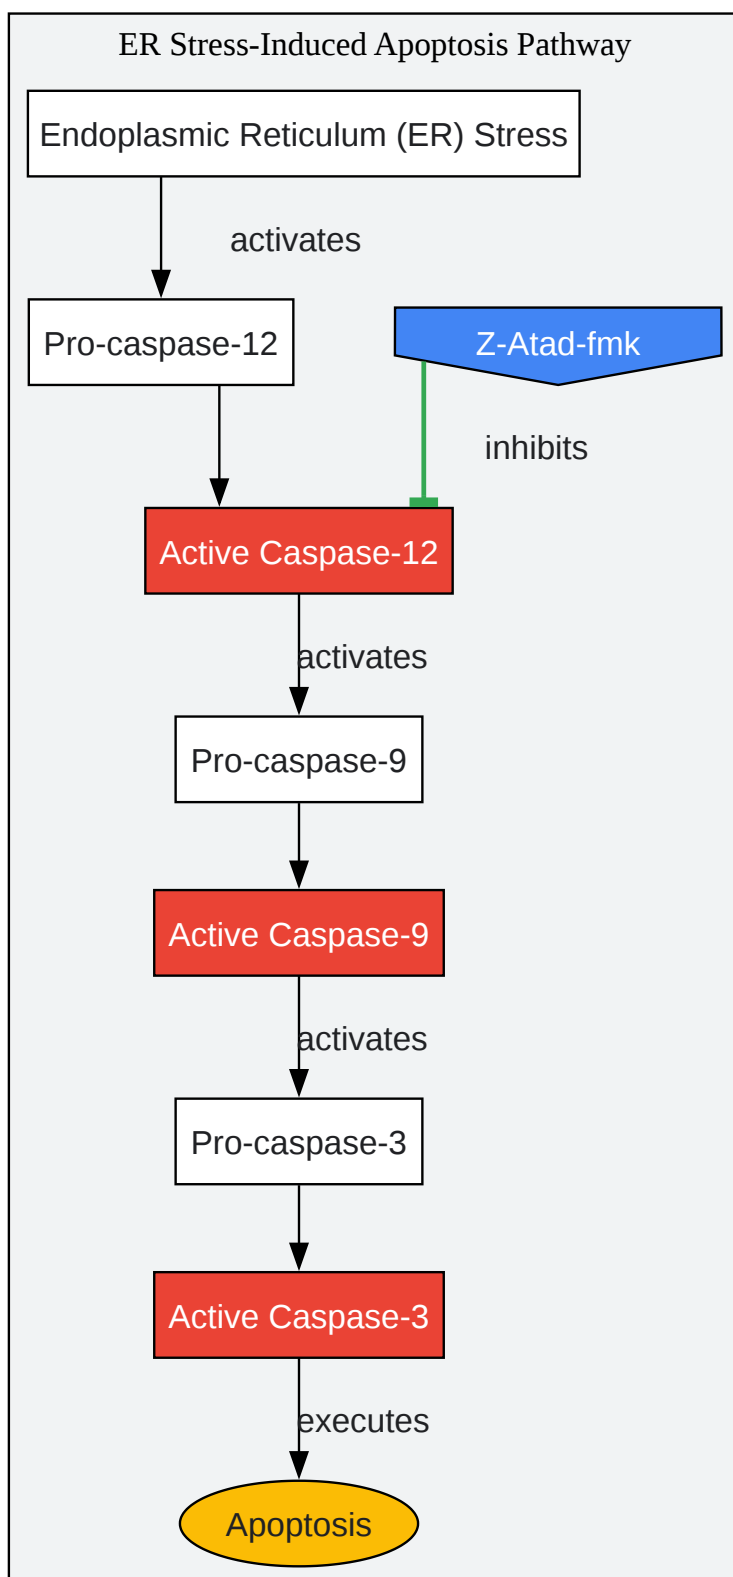 ER Stress-Induced Apoptosis Pathway
Endoplasmic Reticulum (ER) Stress
activates
Pro-caspase-12
Z-Atad-fmk
inhibits
Active Caspase-12
activates
Pro-caspase-9
Active Caspase-9
activates
Pro-caspase-3
Active Caspase-3
executes
Apoptosis